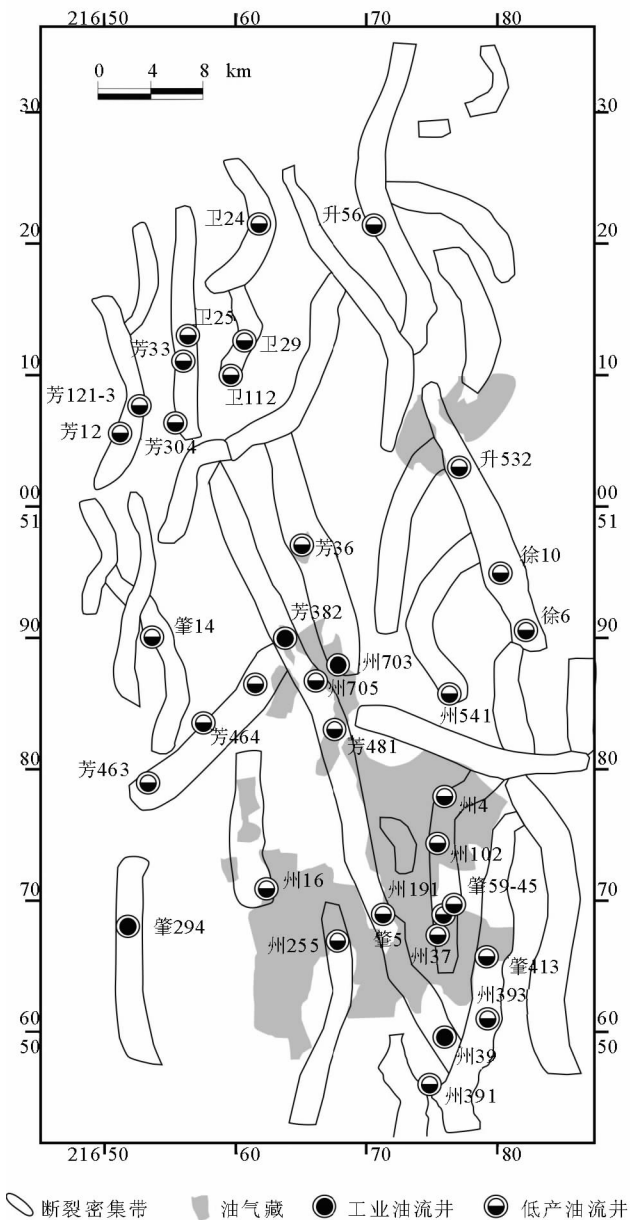 216 50 60 70 80
0 4 8 km
30 30
卫24 升56
20 20
卫25
芳33 卫29
10 10
芳121-3 卫112
芳12 芳304
升532
00 00
51 51
芳36 徐10
芳382 徐6
90 90
肇14 州703
州705
州541
芳464 芳481
芳463
80 80
州4
州102
州16 州191 肇59-45
70 70
肇294
州255 肇5 州37 肇413
州393
60 60
50 50
州39
州391
216 50 60 70 80
断裂密集带 油气藏 工业油流井 低产油流井